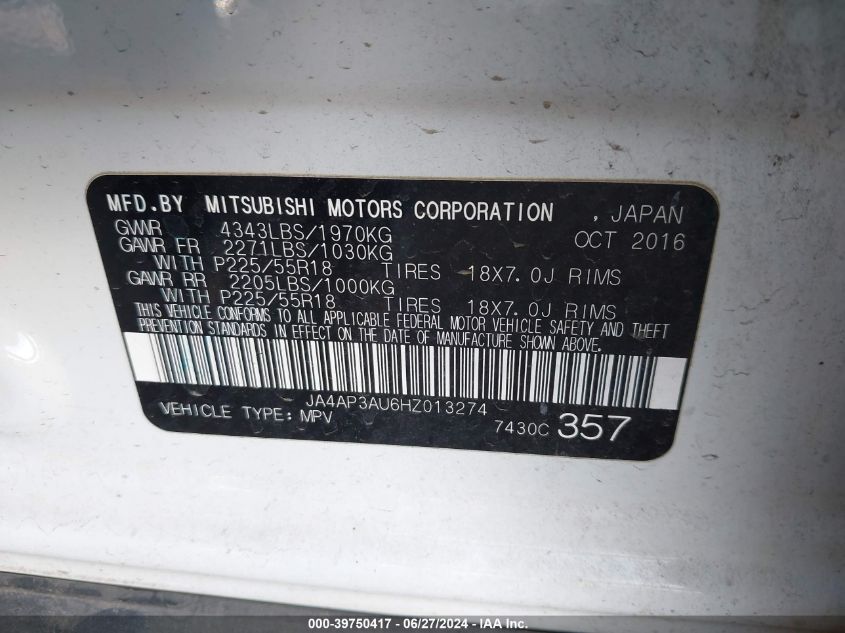 MFD.BY MITSUBISHI MOTORS CORPORATION , JAPAN
GVWR 4343LBS/1970KG OCT 2016
GAWR FR 2271LBS/1030KG
WITH P225/55R18 TIRES 18X7.0J RIMS
GAWR RR 2205LBS/1000KG
WITH P225/55R18 TIRES 18X7.0J RIMS
THIS VEHICLE CONFORMS TO ALL APPLICABLE FEDERAL MOTOR VEHICLE SAFETY AND THEFT
PREVENTION STANDARDS IN EFFECT ON THE DATE OF MANUFACTURE SHOWN ABOVE.
JA4AP3AU6HZ013274
VEHICLE TYPE:MPV 7430C 357
000-39750417 - 06/27/2024 - US - IAA